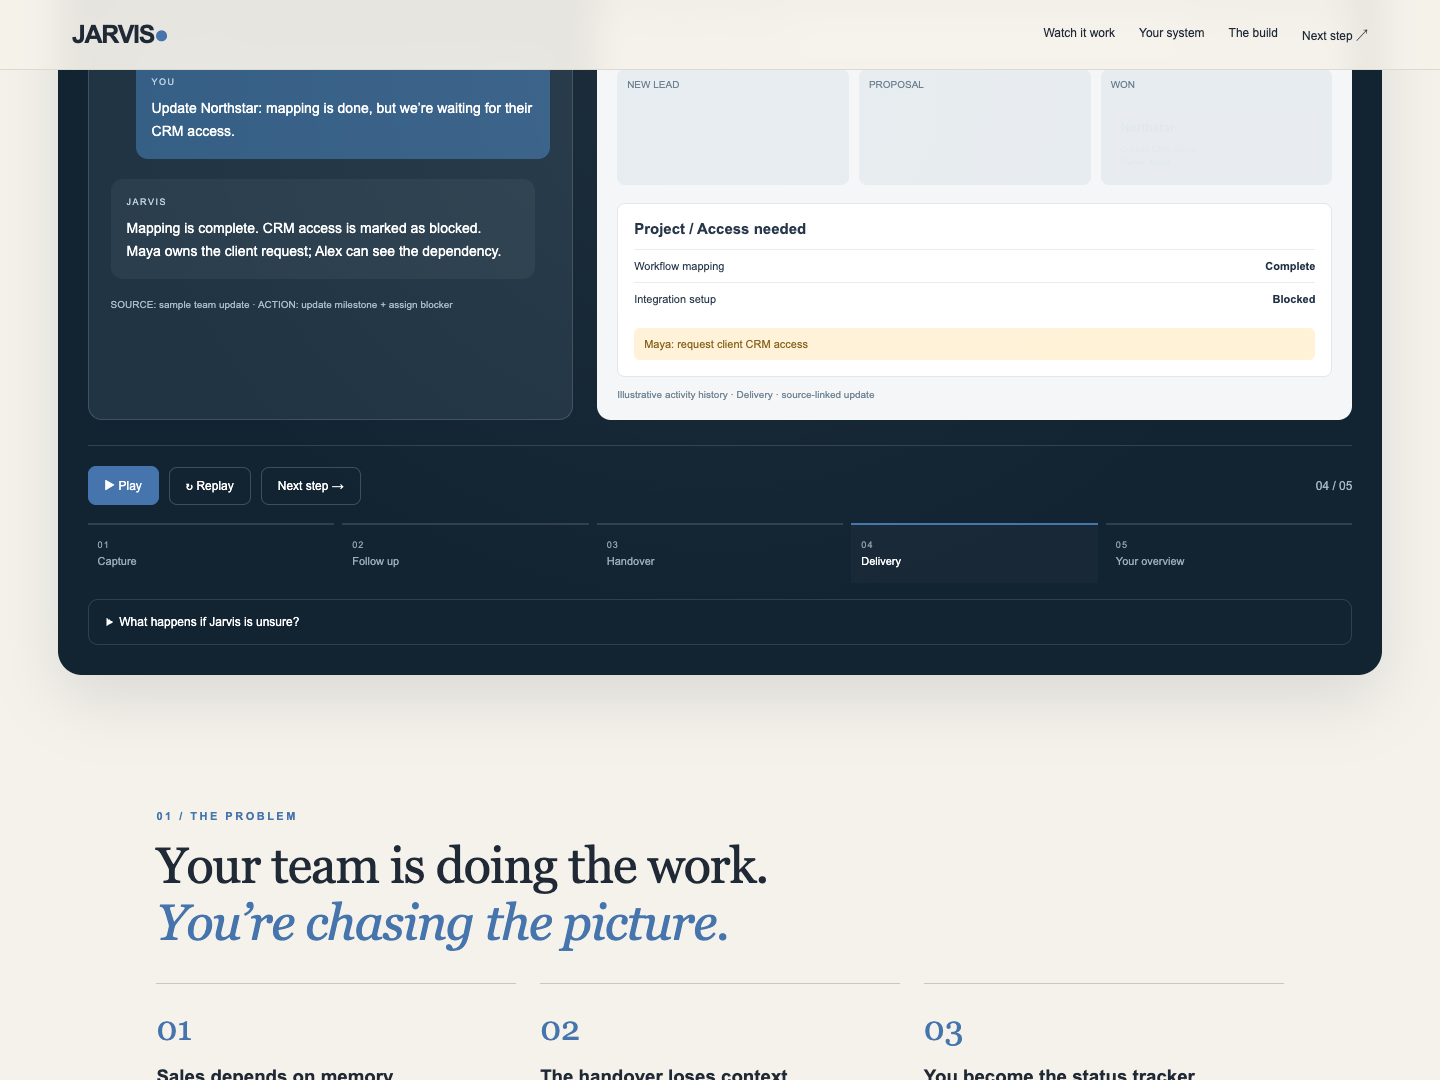 JARVIS
Watch it work
Your system
The build
Next step ↗
YOU
Update Northstar: mapping is done, but we’re waiting for their
CRM access.
JARVIS
Mapping is complete. CRM access is marked as blocked.
Maya owns the client request; Alex can see the dependency.
SOURCE: sample team update · ACTION: update milestone + assign blocker
NEW LEAD
PROPOSAL
WON
Northstar
Project / Access needed
Workflow mapping
Complete
Integration setup
Blocked
Maya: request client CRM access
Illustrative activity history · Delivery · source-linked update
▶ Play
↻ Replay
Next step →
04 / 05
01
Capture
02
Follow up
03
Handover
04
Delivery
05
Your overview
▶ What happens if Jarvis is unsure?
01 / THE PROBLEM
Your team is doing the work.
You’re chasing the picture.
01
Sales depends on memory
02
The handover loses context
03
You become the status tracker